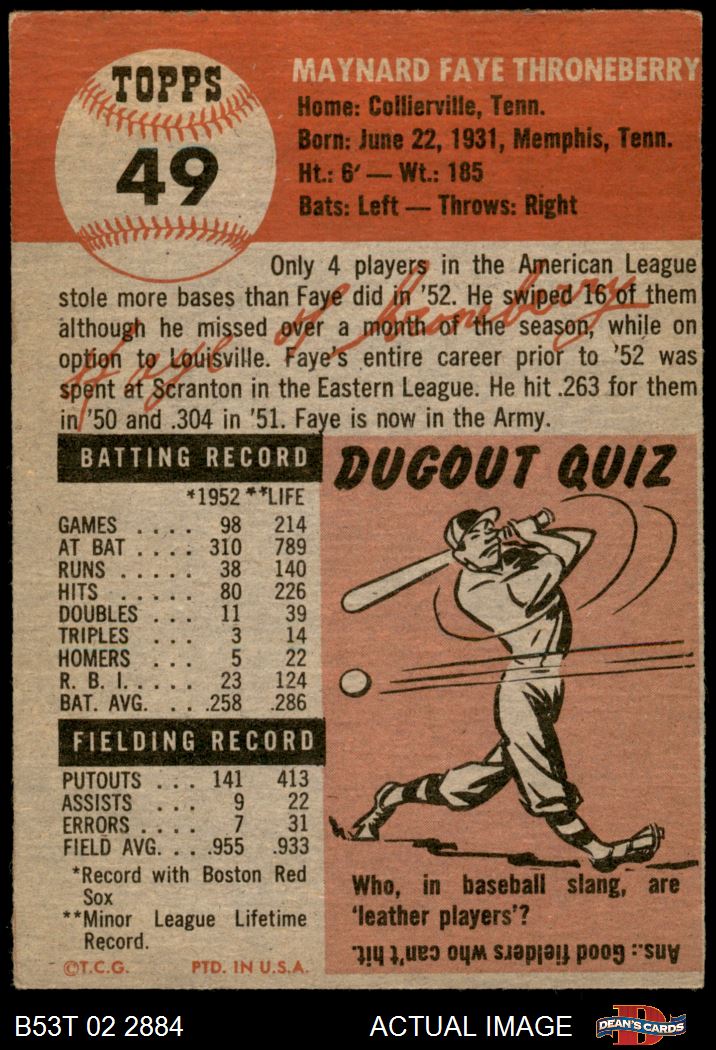 TOPPS
49
MAYNARD FAYE THRONEBERRY
Home: Collierville, Tenn.
Born: June 22, 1931, Memphis, Tenn.
Ht.: 6' — Wt.: 185
Bats: Left — Throws: Right
Only 4 players in the American League
stole more bases than Faye did in '52. He swiped 16 of them
although he missed over a month of the season, while on
option to Louisville. Faye's entire career prior to '52 was
spent at Scranton in the Eastern League. He hit .263 for them
in '50 and .304 in '51. Faye is now in the Army.
Faye Throneberry
BATTING RECORD
*1952 **LIFE
GAMES . . . . 98 214
AT BAT . . . . 310 789
RUNS . . . . . 38 140
HITS . . . . . 80 226
DOUBLES . . . 11 39
TRIPLES . . . 3 14
HOMERS . . . 5 22
R. B. I. . . . . . 23 124
BAT. AVG. . . . .258 .286
FIELDING RECORD
PUTOUTS . . . 141 413
ASSISTS . . . 9 22
ERRORS . . . . 7 31
FIELD AVG. . . .955 .933
*Record with Boston Red
Sox
**Minor League Lifetime
Record.
©T.C.G. PTD. IN U.S.A.
DUGOUT QUIZ
Who, in baseball slang, are
'leather players'?
Ans.: Good fielders who can't hit.
B53T 02 2884
ACTUAL IMAGE
D
DEAN'S CARDS